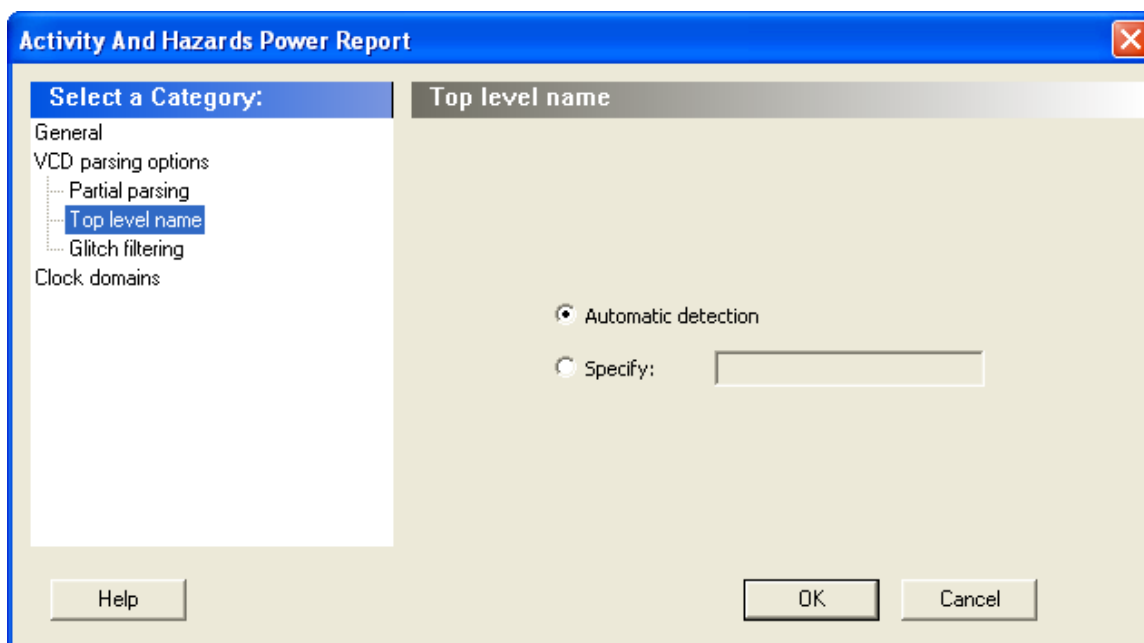 Activity And Hazards Power Report
Select a Category:
General
VCD parsing options
Partial parsing
Top level name
Glitch filtering
Clock domains
Top level name
Automatic detection
Specify:
Help
OK
Cancel